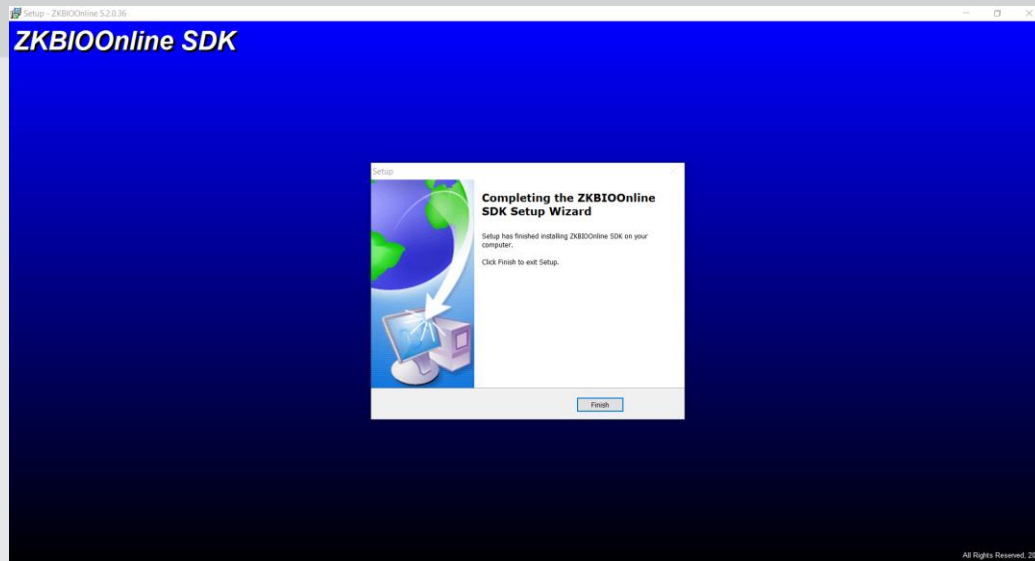 Setup - ZKBIOOnline 5.2.0.36
ZKBIOOnline SDK
Setup
Completing the ZKBIOOnline
SDK Setup Wizard
Setup has finished installing ZKBIOOnline SDK on your
computer.
Click Finish to exit Setup.
Finish
All Rights Reserved, 20